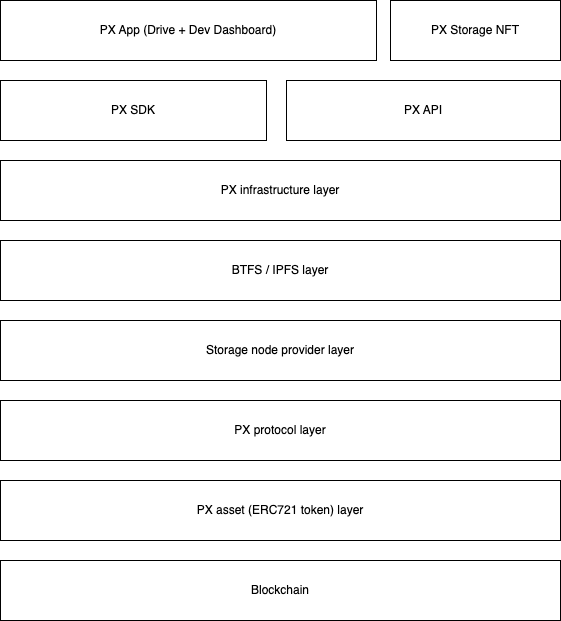 PX App (Drive + Dev Dashboard)
PX Storage NFT
PX SDK
PX API
PX infrastructure layer
BTFS / IPFS layer
Storage node provider layer
PX protocol layer
PX asset (ERC721 token) layer
Blockchain